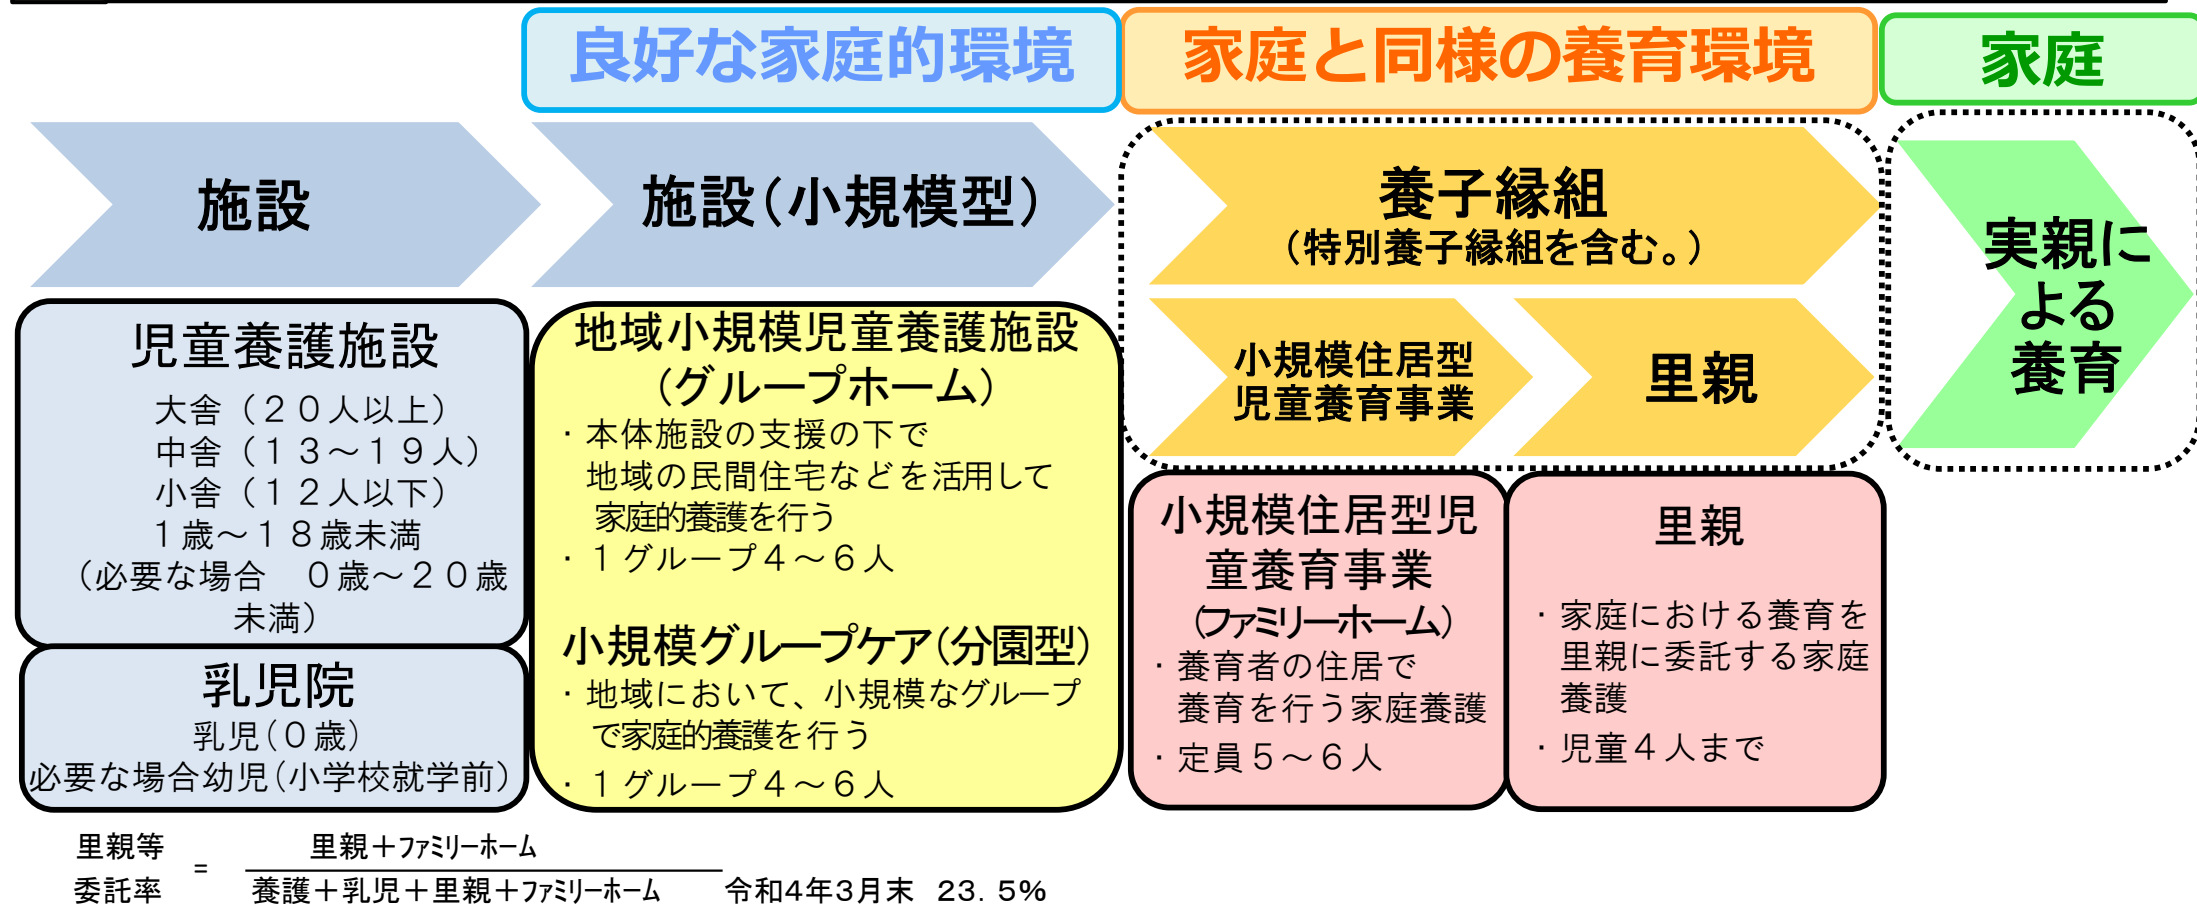 良好な家庭的環境
家庭と同様の養育環境
家庭
施設
施設(小規模型)
養子縁組
(特別養子縁組を含む。)
小規模住居型
児童養育事業
里親
実親に
よる
養育
児童養護施設
大舎(20人以上)
中舎(13~19人)
小舎(12人以下)
1歳~18歳未満
(必要な場合 0歳~20歳
未満)
乳児院
乳児(0歳)
必要な場合幼児(小学校就学前)
地域小規模児童養護施設
(グループホーム)
・本体施設の支援の下で
地域の民間住宅などを活用して
家庭的養護を行う
・1グループ4~6人
小規模グループケア(分園型)
・地域において、小規模なグループ
で家庭的養護を行う
・1グループ4~6人
小規模住居型児
童養育事業
(ファミリーホーム)
・養育者の住居で
養育を行う家庭養護
・定員5~6人
里親
・家庭における養育を
里親に委託する家庭
養護
・児童4人まで
里親等
委託率
=
里親+ファミリーホーム
養護+乳児+里親+ファミリーホーム
令和4年3月末 23.5%